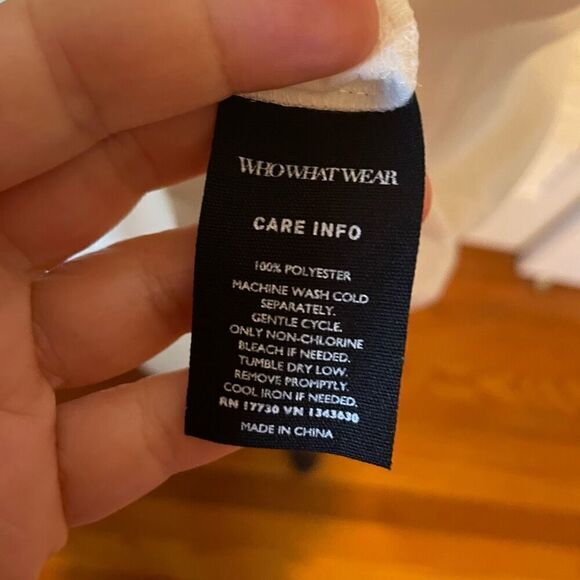 WHO WHAT WEAR
CARE INFO
100% POLYESTER
MACHINE WASH COLD
SEPARATELY.
GENTLE CYCLE.
ONLY NON-CHLORINE
BLEACH IF NEEDED.
TUMBLE DRY LOW.
REMOVE PROMPTLY.
COOL IRON IF NEEDED.
RN 17730 VN 1343630
MADE IN CHINA